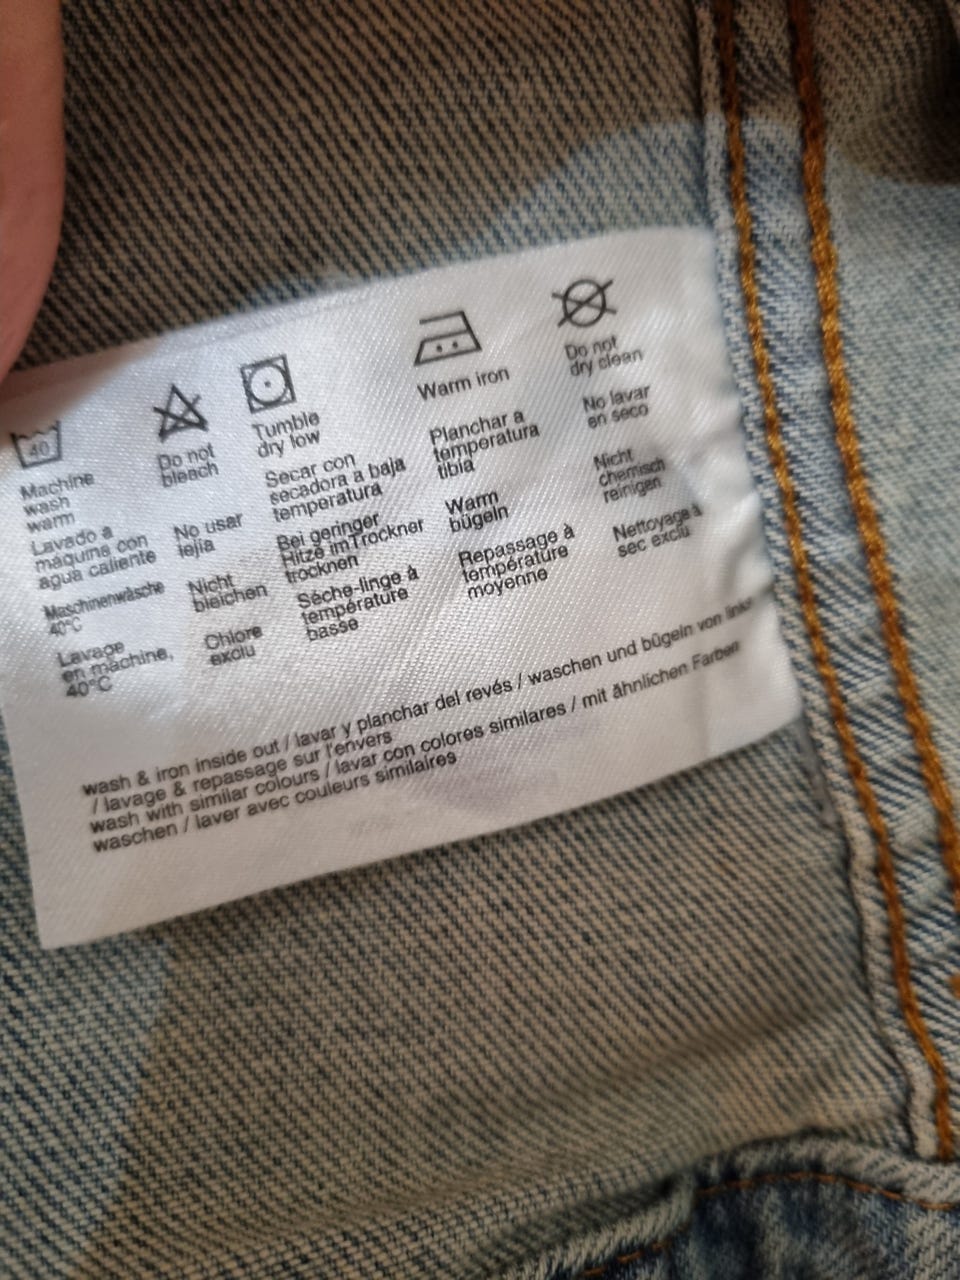 40
Machine
wash
warm
Lavado a
máquina con
agua caliente
Maschinenwäsche
40°C
Lavage
en machine,
40°C
Do not
bleach
No usar
lejia
Nicht
bleichen
Chlore
exclu
Tumble
dry low
Secar con
secadora a baja
temperatura
Bei geringer
Hitze imTrockner
trocknen
Sèche-linge à
température
basse
Warm iron
Planchar a
temperatura
tibia
Warm
bügeln
Repassage à
température
moyenne
Do not
dry clean
No lavar
en seco
Nicht
chemisch
reinigen
Nettoyage à
sec exclu
wash & iron inside out / lavar y planchar del revés / waschen und bügeln von links
/ lavage & repassage sur l'envers
wash with similar colours / lavar con colores similares / mit ähnlichen Farben
waschen / laver avec couleurs similaires